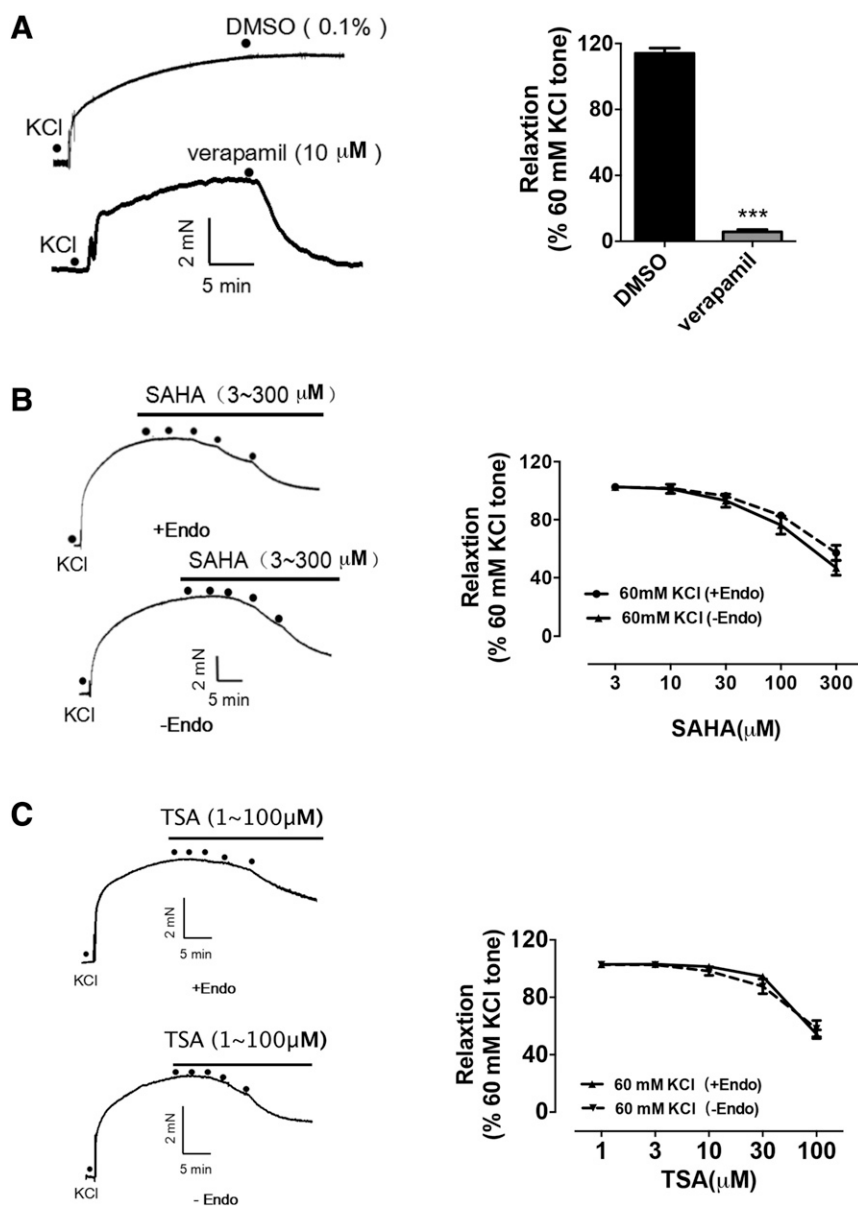 A
DMSO ( 0.1% )
KCl
verapamil (10 μM )
KCl
2 mN
5 min
Relaxtion
(% 60 mM KCl tone)
120
80
40
0
***
DMSO
verapamil
B
SAHA (3~300 μM )
KCl
+Endo
SAHA (3~300 μM )
KCl
2 mN
5 min
-Endo
Relaxtion
(% 60 mM KCl tone)
120
80
40
0
60mM KCl (+Endo)
60mM KCl (-Endo)
3 10 30 100 300
SAHA(μM)
C
TSA (1~100μM)
KCl
2 mN
5 min
+Endo
TSA (1~100μM)
KCl
2 mN
5 min
- Endo
Relaxtion
(% 60 mM KCl tone)
120
80
40
0
60 mM KCl (+Endo)
60 mM KCl (-Endo)
1 3 10 30 100
TSA(μM)